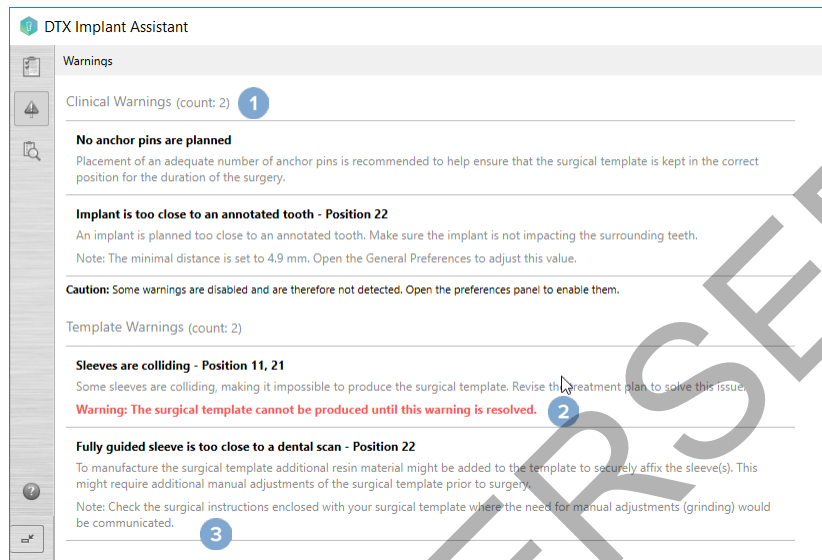 DTX Implant Assistant
Warnings
Clinical Warnings (count: 2) 1
No anchor pins are planned
Placement of an adequate number of anchor pins is recommended to help ensure that the surgical template is kept in the correct
position for the duration of the surgery.
Implant is too close to an annotated tooth - Position 22
An implant is planned too close to an annotated tooth. Make sure the implant is not impacting the surrounding teeth.
Note: The minimal distance is set to 4.9 mm. Open the General Preferences to adjust this value.
Caution: Some warnings are disabled and are therefore not detected. Open the preferences panel to enable them.
Template Warnings (count: 2)
Sleeves are colliding - Position 11, 21
Some sleeves are colliding, making it impossible to produce the surgical template. Revise the treatment plan to solve this issue.
Warning: The surgical template cannot be produced until this warning is resolved. 2
Fully guided sleeve is too close to a dental scan - Position 22
To manufacture the surgical template additional resin material might be added to the template to securely affix the sleeve(s). This
might require additional manual adjustments of the surgical template prior to surgery.
Note: Check the surgical instructions enclosed with your surgical template where the need for manual adjustments (grinding) would
be communicated.
3
?
ERSE